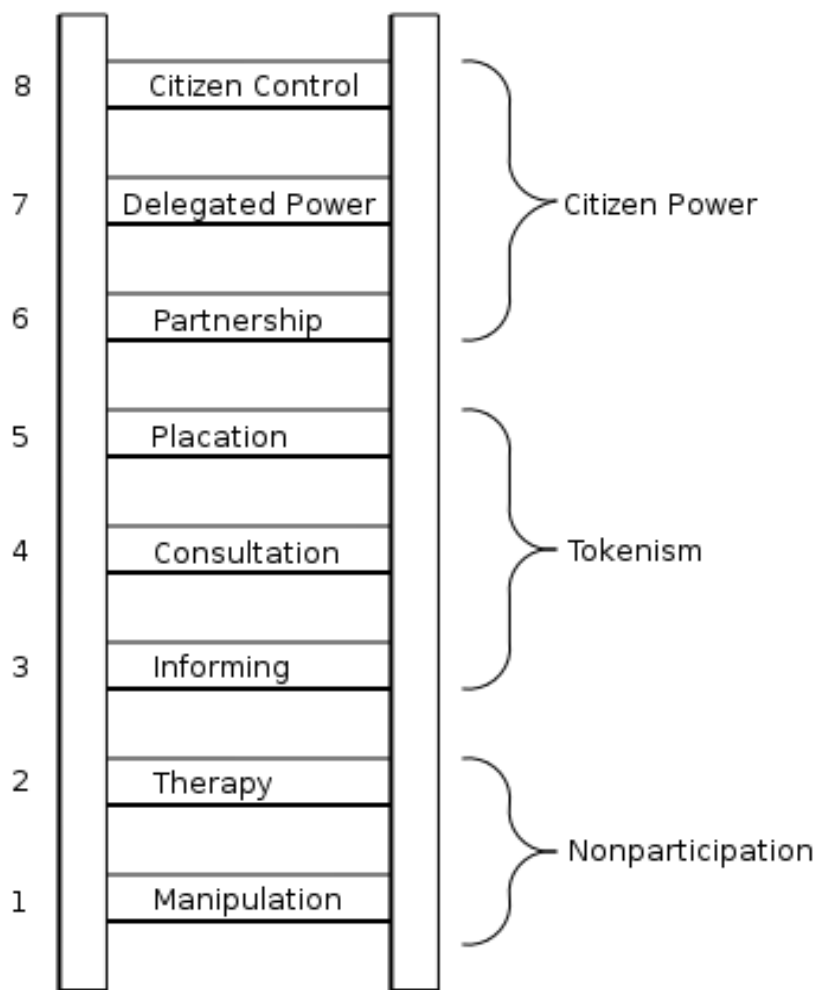 8 Citizen Control
7 Delegated Power
Citizen Power
6 Partnership
5 Placation
4 Consultation
Tokenism
3 Informing
2 Therapy
Nonparticipation
1 Manipulation